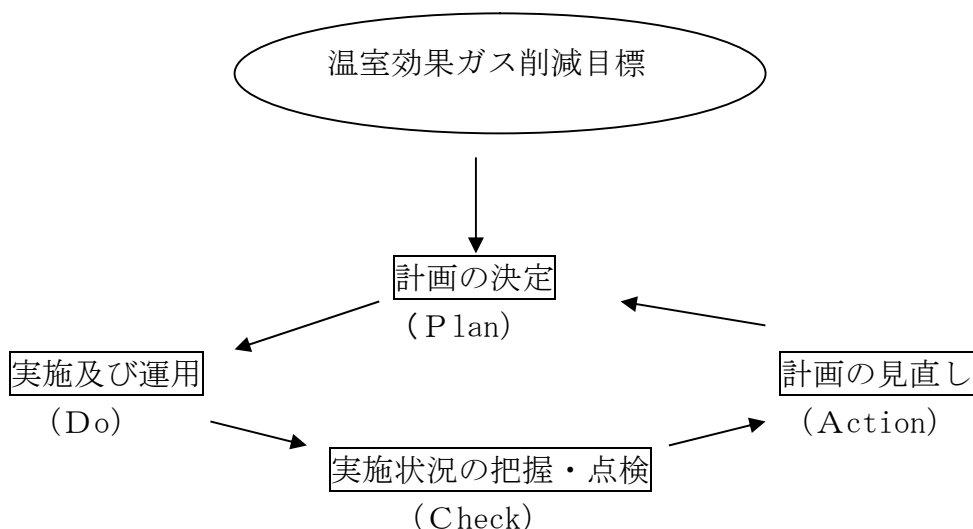 温室効果ガス削減目標
計画の決定
(Plan)
実施及び運用
(Do)
計画の見直し
(Action)
実施状況の把握・点検
(Check)